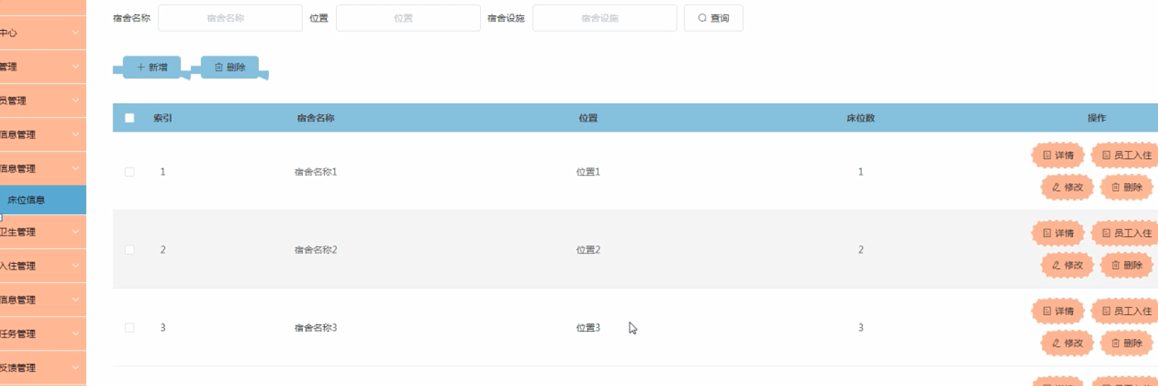 宿舍名称 宿舍名称 位置 位置 宿舍设施 宿舍设施 查询
中心
管理
新增 删除
员管理
索引 宿舍名称 位置 床位数 操作
信息管理
信息管理
1 宿舍名称1 位置1 1 详情 员工入住
修改 删除
床位信息
卫生管理
2 宿舍名称2 位置2 2 详情 员工入住
修改 删除
入住管理
信息管理
3 宿舍名称3 位置3 3 详情 员工入住
修改 删除
任务管理
反馈管理